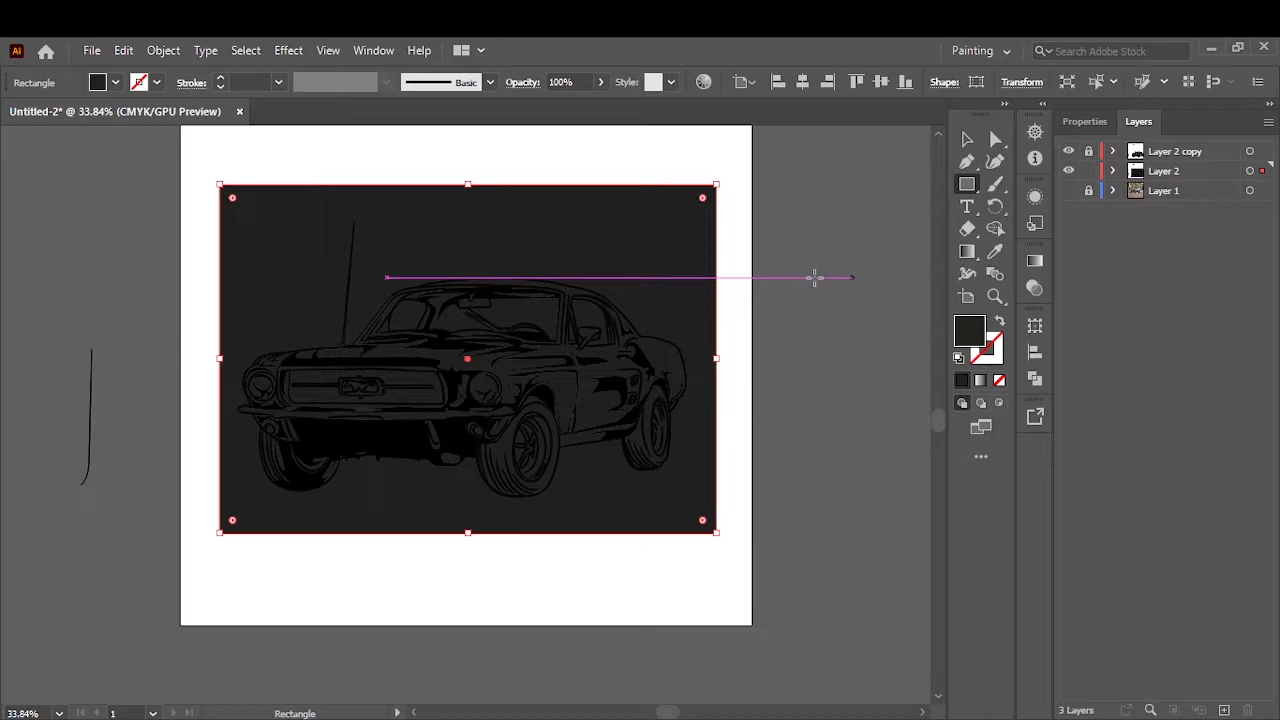 Ai File Edit Object Type Select Effect View Window Help Painting Search Adobe Stock
Rectangle Stroke: Basic Opacity: 100% Style: Shape: Transform
Untitled-2* @ 33.84% (CMYK/GPU Preview) × Properties Layers
Layer 2 copy
Layer 2
Layer 1
33.84% 1 Rectangle 3 Layers